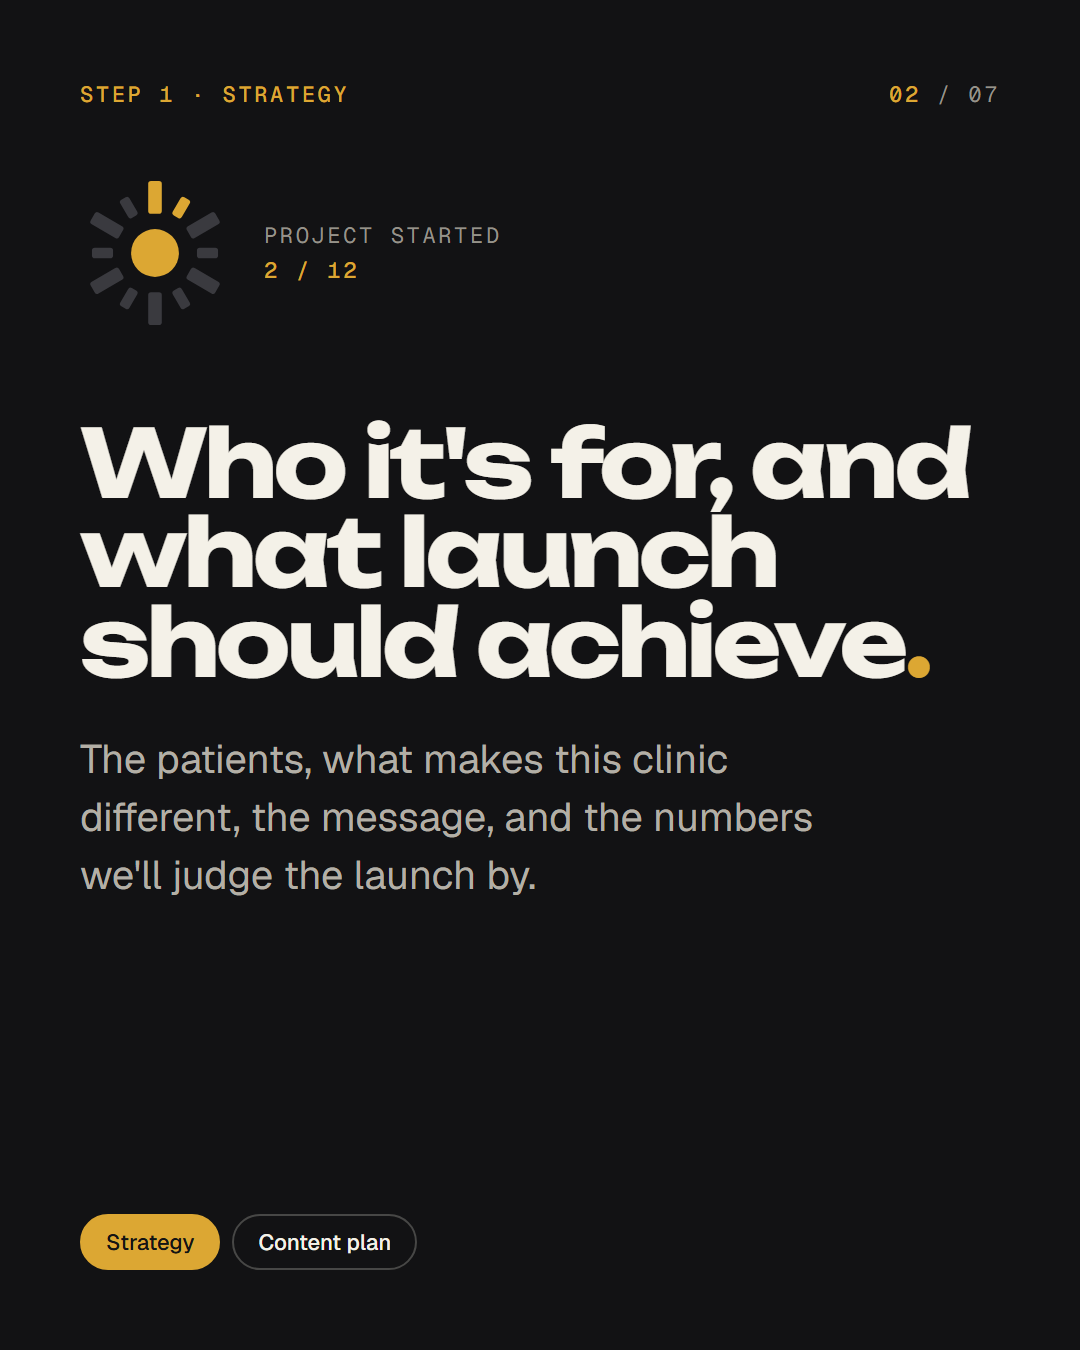 STEP 1 · STRATEGY
02 / 07
PROJECT STARTED
2 / 12
Who it's for, and
what launch
should achieve.
The patients, what makes this clinic
different, the message, and the numbers
we'll judge the launch by.
Strategy
Content plan